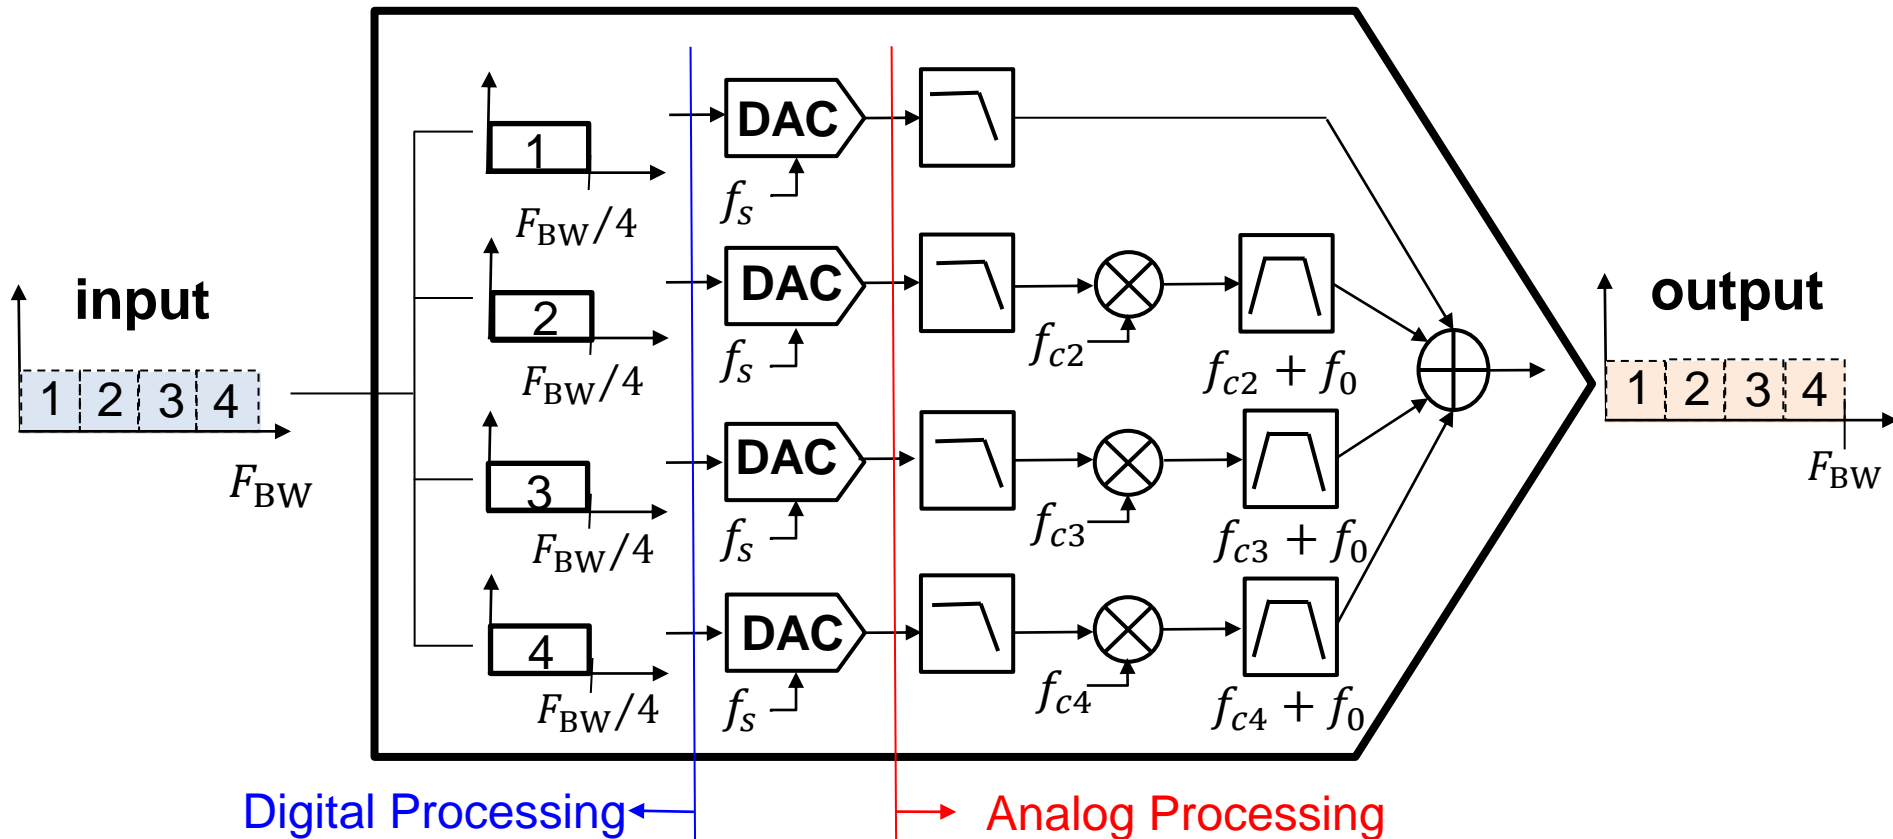 input
1 2 3 4
F_BW
1
F_BW/4
DAC
f_s
2
F_BW/4
DAC
f_s
f_c2
f_c2 + f_0
3
F_BW/4
DAC
f_s
f_c3
f_c3 + f_0
4
F_BW/4
DAC
f_s
f_c4
f_c4 + f_0
output
1 2 3 4
F_BW
Digital Processing
Analog Processing